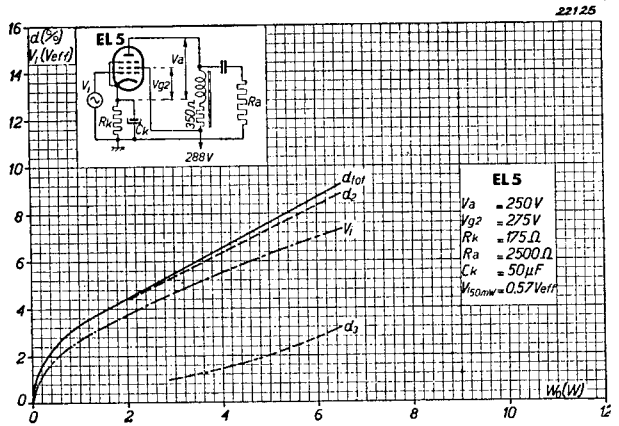 22125
16
d(%)
Vi(Veff)
14
12
10
8
6
4
2
0
0
2
4
6
8
10
12
Wo(W)
EL5
Vi
Va
Vg2
Rk
Ck
350Ω
Ra
288V
dtot
d2
Vi
d3
EL5
Va =250V
Vg2 =275V
Rk =175Ω
Ra =2500Ω
Ck =50µF
V50mW=0.57Veff